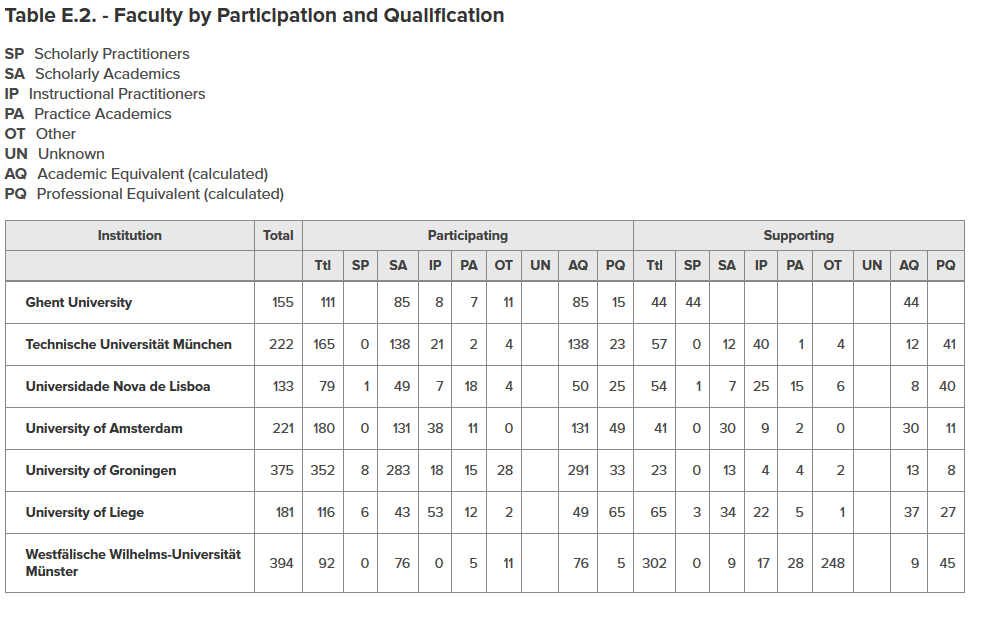 Table E.2. - Faculty by Participation and Qualification
SP Scholarly Practitioners
SA Scholarly Academics
IP Instructional Practitioners
PA Practice Academics
OT Other
UN Unknown
AQ Academic Equivalent (calculated)
PQ Professional Equivalent (calculated)
Institution Total Participating Supporting
Ttl SP SA IP PA OT UN AQ PQ Ttl SP SA IP PA OT UN AQ PQ
Ghent University 155 111 85 8 7 11 85 15 44 44 44
Technische Universität München 222 165 0 138 21 2 4 138 23 57 0 12 40 1 4 12 41
Universidade Nova de Lisboa 133 79 1 49 7 18 4 50 25 54 1 7 25 15 6 8 40
University of Amsterdam 221 180 0 131 38 11 0 131 49 41 0 30 9 2 0 30 11
University of Groningen 375 352 8 283 18 15 28 291 33 23 0 13 4 4 2 13 8
University of Liege 181 116 6 43 53 12 2 49 65 65 3 34 22 5 1 37 27
Westfälische Wilhelms-Universität
Münster 394 92 0 76 0 5 11 76 5 302 0 9 17 28 248 9 45